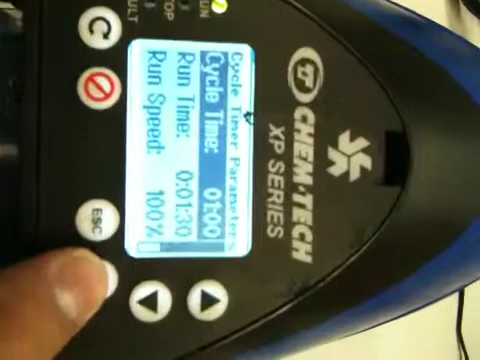 RUN
Cycle Timer Parameters
Cycle Time: 01:00
Run Time: 0:01:30
Run Speed: 100%
ESC
CHEM·TECH
XP SERIES